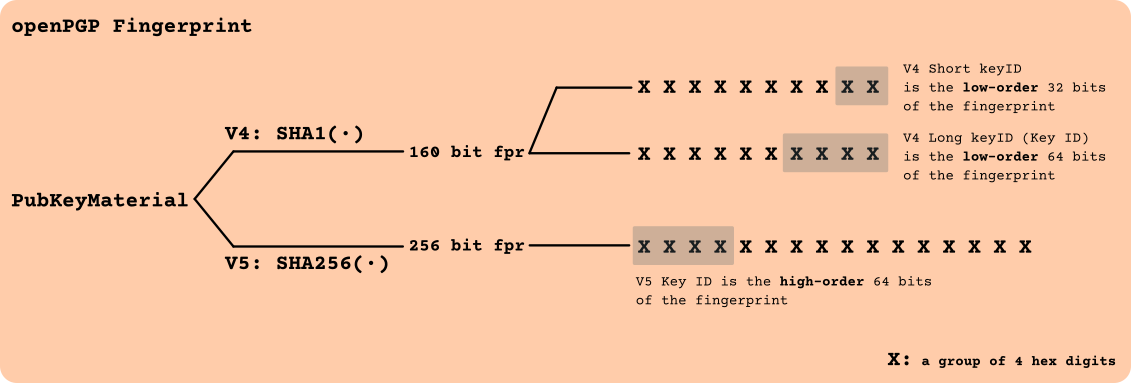 openPGP Fingerprint
V4: SHA1(·)
160 bit fpr
X X X X X X X X X X
V4 Short keyID
is the low-order 32 bits
of the fingerprint
X X X X X X X X X X
V4 Long keyID (Key ID)
is the low-order 64 bits
of the fingerprint
PubKeyMaterial
V5: SHA256(·)
256 bit fpr
X X X X X X X X X X X X X X X X
V5 Key ID is the high-order 64 bits
of the fingerprint
X: a group of 4 hex digits